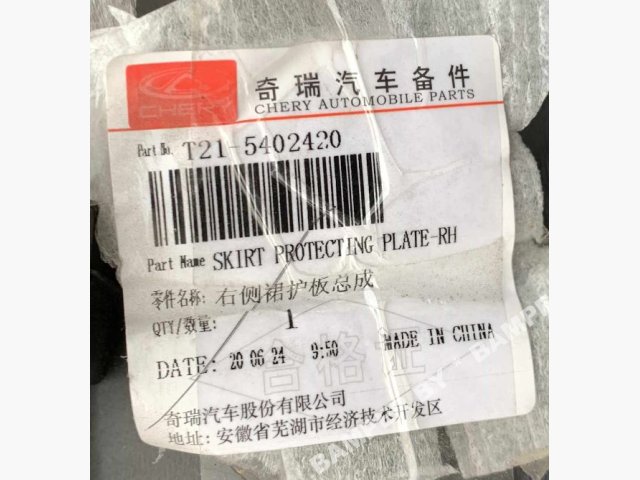 奇瑞汽车备件
CHERY
CHERY AUTOMOBILE PARTS
Part No. T21-5402420
Part Name SKIRT PROTECTING PLATE-RH
零件名称: 右侧裙护板总成
QTY/数量: 1
MADE IN CHINA
DATE: 20 06 24 9:50
合格证
奇瑞汽车股份有限公司
地址: 安徽省芜湖市经济技术开发区
BAMPER.BY